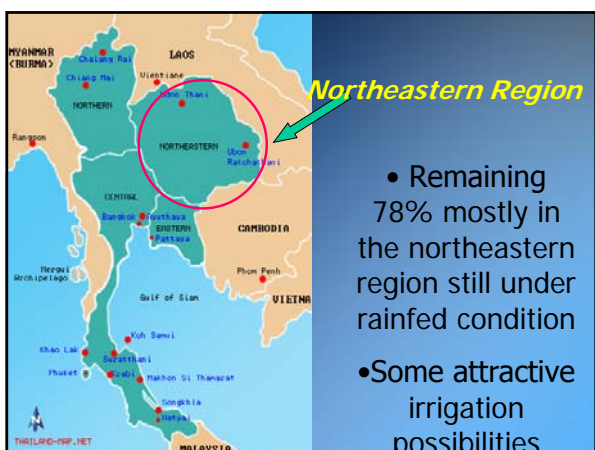 MYANMAR
(BURMA)
LAOS
Chaiang Rai
Chiang Mai
Vientiane
Udon Thani
NORTHERN
Rangoon
NORTHEASTERN
Ubon
Ratchathani
CENTRAL
Bangkok
Ayuthaya
EASTERN
Pattaya
CAMBODIA
Mergui
Archipelago
Phom Penh
Gulf of Siam
VIETNA
Koh Samui
Khao Lak
Suratthani
Phuket
Krabi
Nakhon Si Thamarat
Songkhla
Hatyai
N
THAILAND-MAP.NET
MALAYSIA
Northeastern Region
• Remaining
78% mostly in
the northeastern
region still under
rainfed condition
•Some attractive
irrigation
possibilities